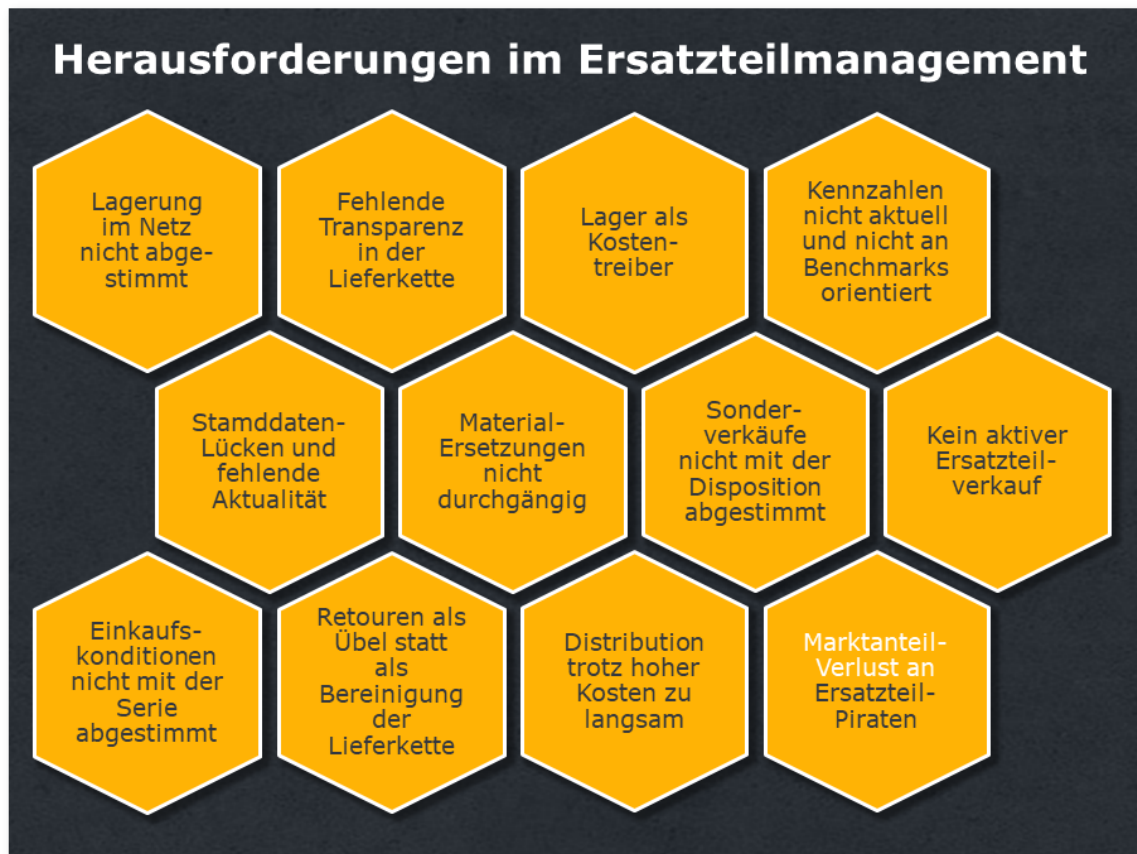 Herausforderungen im Ersatzteilmanagement
Lagerung
im Netz
nicht abge-
stimmt
Fehlende
Transparenz
in der
Lieferkette
Lager als
Kosten-
treiber
Kennzahlen
nicht aktuell
und nicht an
Benchmarks
orientiert
Stamddaten-
Lücken und
fehlende
Aktualität
Material-
Ersetzungen
nicht
durchgängig
Sonder-
verkäufe
nicht mit der
Disposition
abgestimmt
Kein aktiver
Ersatzteil-
verkauf
Einkaufs-
konditionen
nicht mit der
Serie
abgestimmt
Retouren als
Übel statt
als
Bereinigung
der
Lieferkette
Distribution
trotz hoher
Kosten zu
langsam
Marktanteil-
Verlust an
Ersatzteil-
Piraten